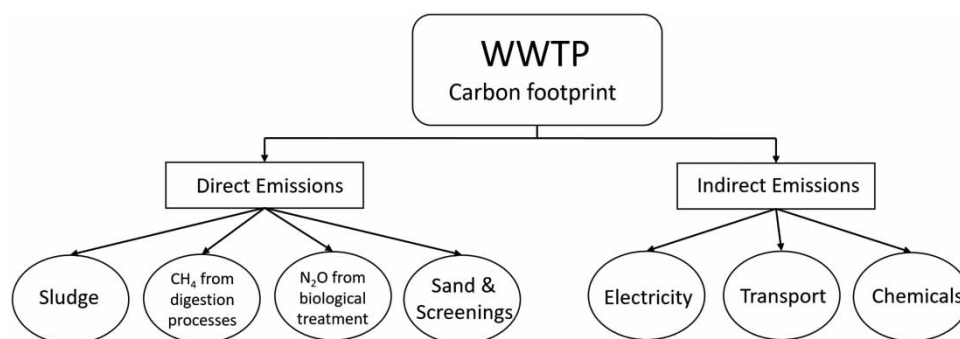 WWTP
Carbon footprint
Direct Emissions
Indirect Emissions
Sludge
CH₄ from
digestion
processes
N₂O from
biological
treatment
Sand &
Screenings
Electricity
Transport
Chemicals